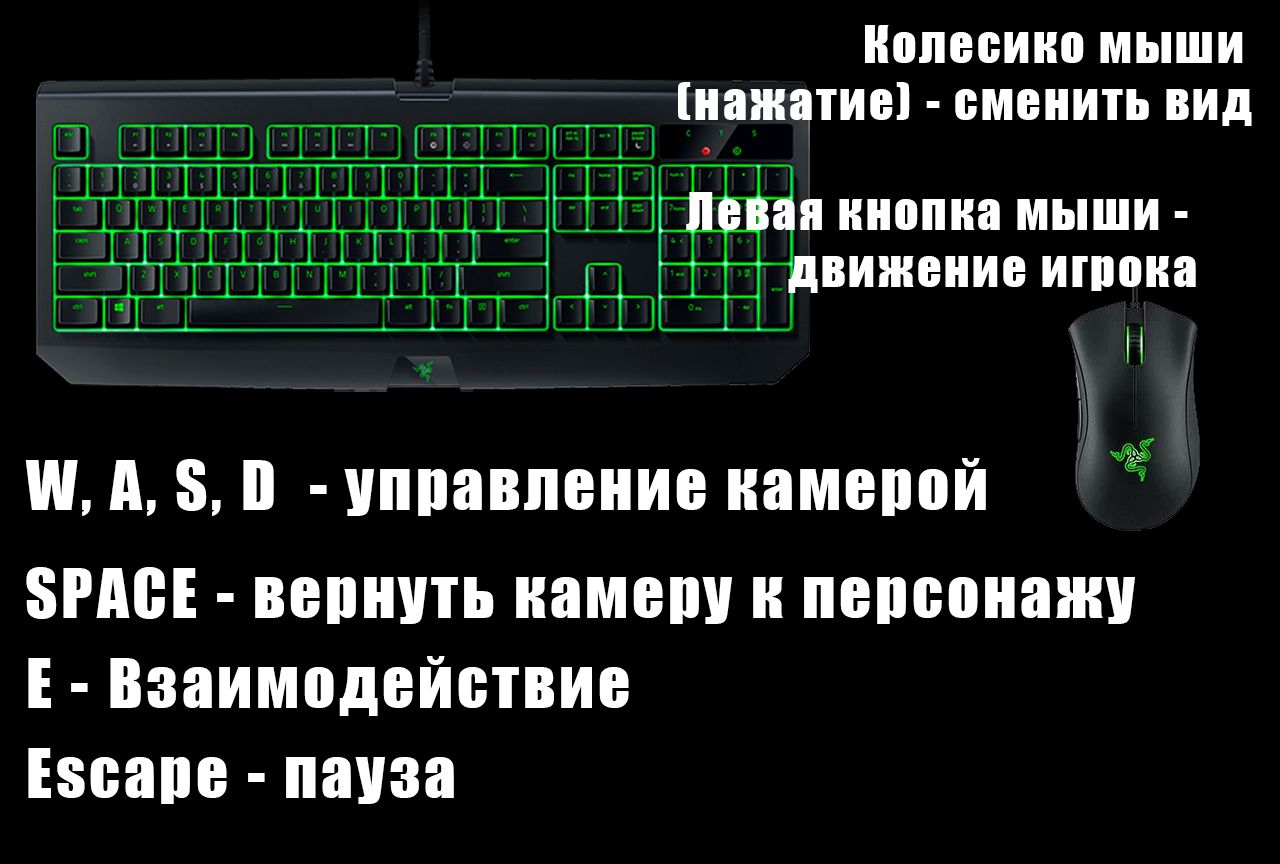 Колесико мыши
(нажатие) - сменить вид
Левая кнопка мыши -
движение игрока
W, A, S, D - управление камерой
SPACE - вернуть камеру к персонажу
E - Взаимодействие
Escape - пауза